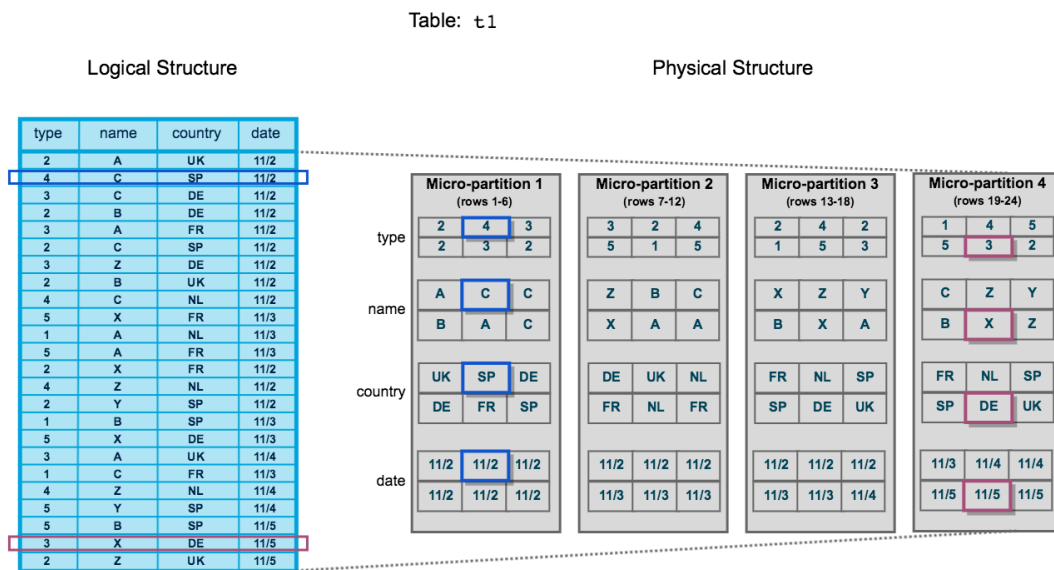 Table: t1
Logical Structure
Physical Structure
type name country date
2 A UK 11/2
4 C SP 11/2
3 C DE 11/2
2 B DE 11/2
3 A FR 11/2
2 C SP 11/2
3 Z DE 11/2
2 B UK 11/2
4 C NL 11/2
5 X FR 11/3
1 A NL 11/3
5 A FR 11/3
2 X FR 11/2
4 Z NL 11/2
2 Y SP 11/2
1 B SP 11/3
5 X DE 11/3
3 A UK 11/4
1 C FR 11/3
4 Z NL 11/4
5 Y SP 11/4
5 B SP 11/5
3 X DE 11/5
2 Z UK 11/5
type
name
country
date
Micro-partition 1
(rows 1-6)
2 4 3
2 3 2
A C C
B A C
UK SP DE
DE FR SP
11/2 11/2 11/2
11/2 11/2 11/2
Micro-partition 2
(rows 7-12)
3 2 4
5 1 5
Z B C
X A A
DE UK NL
FR NL FR
11/2 11/2 11/2
11/3 11/3 11/3
Micro-partition 3
(rows 13-18)
2 4 2
1 5 3
X Z Y
B X A
FR NL SP
SP DE UK
11/2 11/2 11/2
11/3 11/3 11/4
Micro-partition 4
(rows 19-24)
1 4 5
5 3 2
C Z Y
B X Z
FR NL SP
SP DE UK
11/3 11/4 11/4
11/5 11/5 11/5